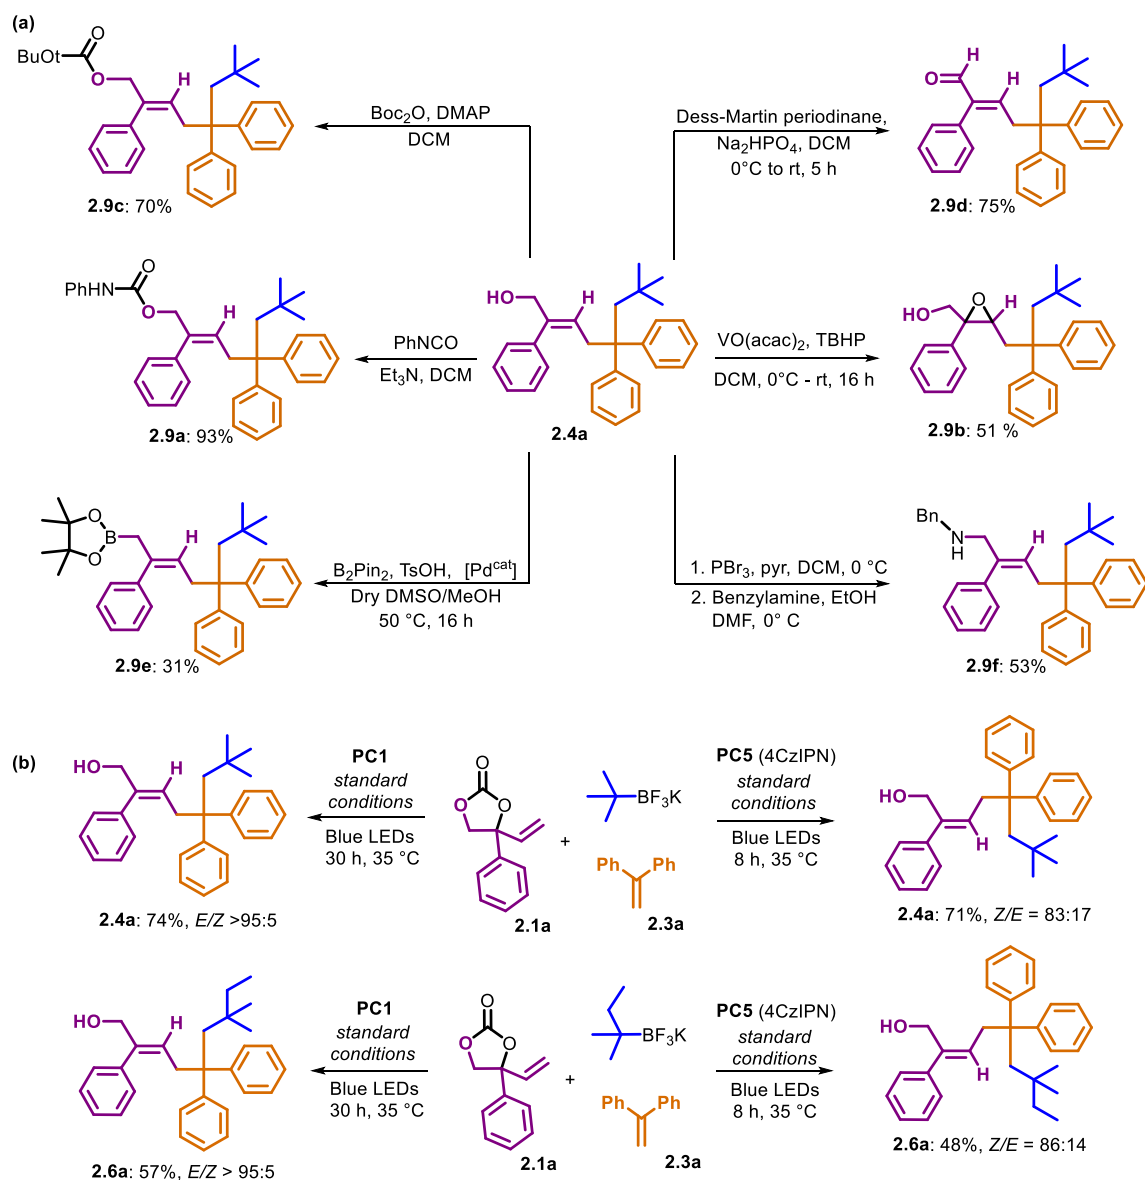 (a)
BuOt
O
O
H
Boc2O, DMAP
DCM
2.9c: 70%
Dess-Martin periodinane,
Na2HPO4, DCM
0°C to rt, 5 h
H
O
H
2.9d: 75%
PhHN
O
O
H
PhNCO
Et3N, DCM
2.9a: 93%
HO
H
2.4a
VO(acac)2, TBHP
DCM, 0°C - rt, 16 h
HO
O
H
2.9b: 51 %
O
B
O
H
B2Pin2, TsOH, [Pdcat]
Dry DMSO/MeOH
50 °C, 16 h
2.9e: 31%
1. PBr3, pyr, DCM, 0 °C
2. Benzylamine, EtOH
DMF, 0° C
Bn
N
H
H
2.9f: 53%
(b)
HO
H
2.4a: 74%, E/Z >95:5
PC1
standard
conditions
Blue LEDs
30 h, 35 °C
O
O
O
2.1a
+
BF3K
Ph Ph
2.3a
PC5 (4CzIPN)
standard
conditions
Blue LEDs
8 h, 35 °C
HO
H
2.4a: 71%, Z/E = 83:17
HO
H
2.6a: 57%, E/Z > 95:5
PC1
standard
conditions
Blue LEDs
30 h, 35 °C
O
O
O
2.1a
+
BF3K
Ph Ph
2.3a
PC5 (4CzIPN)
standard
conditions
Blue LEDs
8 h, 35 °C
HO
H
2.6a: 48%, Z/E = 86:14